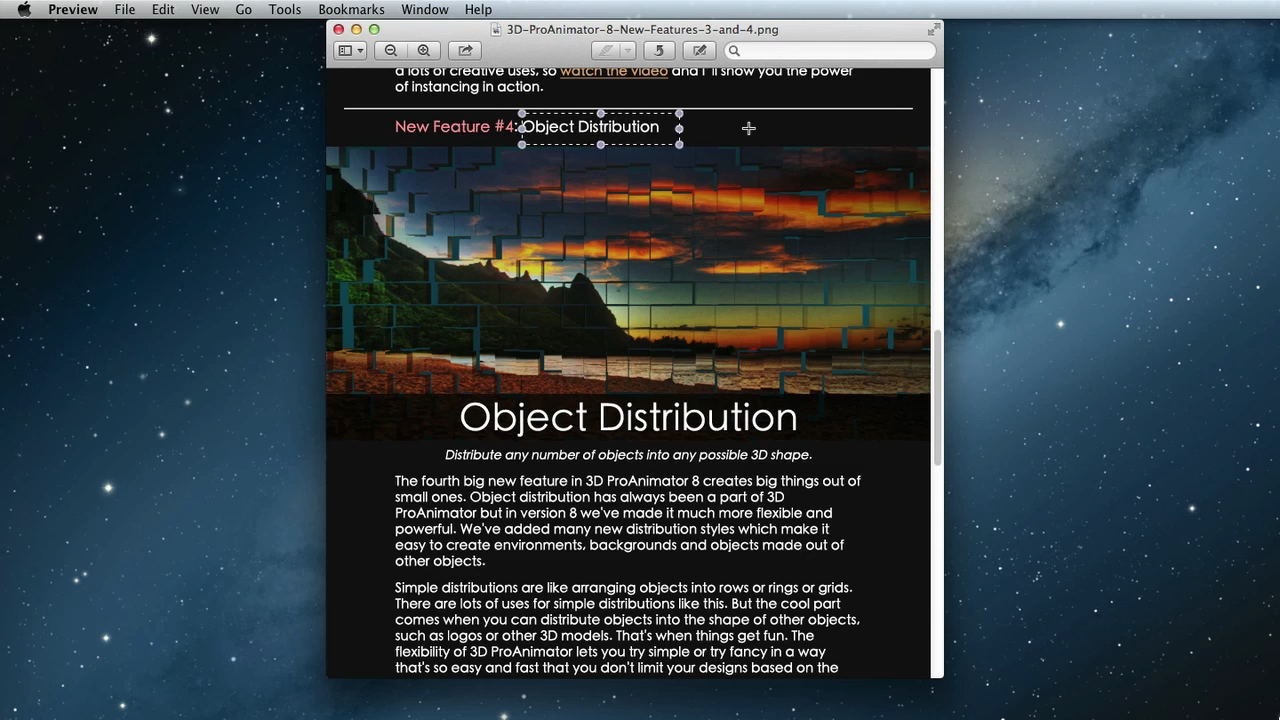 Preview File Edit View Go Tools Bookmarks Window Help
3D-ProAnimator-8-New-Features-3-and-4.png
a lots of creative uses, so watch the video and I'll show you the power
of instancing in action.
New Feature #4: Object Distribution
Object Distribution
Distribute any number of objects into any possible 3D shape.
The fourth big new feature in 3D ProAnimator 8 creates big things out of
small ones. Object distribution has always been a part of 3D
ProAnimator but in version 8 we've made it much more flexible and
powerful. We've added many new distribution styles which make it
easy to create environments, backgrounds and objects made out of
other objects.
Simple distributions are like arranging objects into rows or rings or grids.
There are lots of uses for simple distributions like this. But the cool part
comes when you can distribute objects into the shape of other objects,
such as logos or other 3D models. That's when things get fun. The
flexibility of 3D ProAnimator lets you try simple or try fancy in a way
that's so easy and fast that you don't limit your designs based on the